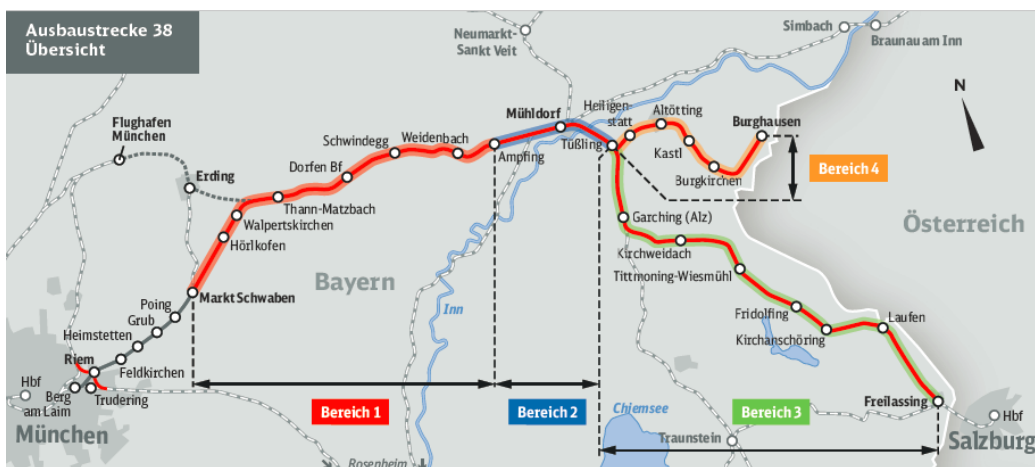 Ausbaustrecke 38
Übersicht
Neumarkt-
Sankt Veit
Simbach
Braunau am Inn
N
Flughafen
München
Erding
Schwindegg
Weidenbach
Dorfen Bf
Thann-Matzbach
Walpertskirchen
Hörlkofen
Markt Schwaben
Ampfing
Mühldorf
Tüßling
Heiligen-
statt
Altötting
Kastl
Burgkirchen
Burghausen
Bereich 4
Garching (Alz)
Kirchweidach
Tittmoning-Wiesmühl
Fridolfing
Kirchanschöring
Laufen
Freilassing
Österreich
Bayern
Inn
Poing
Grub
Heimstetten
Feldkirchen
Riem
Hbf
Berg
am Laim
Trudering
München
Bereich 1
Bereich 2
Bereich 3
Chiemsee
Traunstein
Rosenheim
Hbf
Salzburg